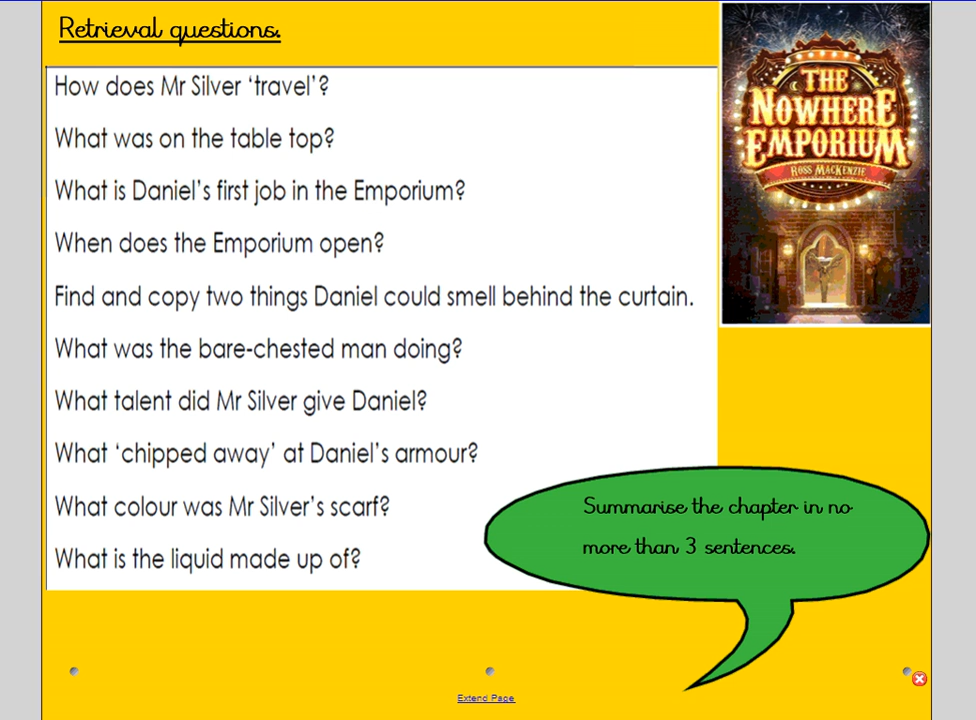 Retrieval questions.
How does Mr Silver ‘travel’?
What was on the table top?
What is Daniel’s first job in the Emporium?
When does the Emporium open?
Find and copy two things Daniel could smell behind the curtain.
What was the bare-chested man doing?
What talent did Mr Silver give Daniel?
What ‘chipped away’ at Daniel’s armour?
What colour was Mr Silver’s scarf?
What is the liquid made up of?
THE
NOWHERE
EMPORIUM
ROSS MACKENZIE
Summarise the chapter in no
more than 3 sentences.
Extend Page